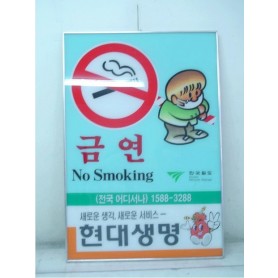 금연
No Smoking
(전국 어디서나) 1588-3288
새로운 생각, 새로운 서비스-
현대생명